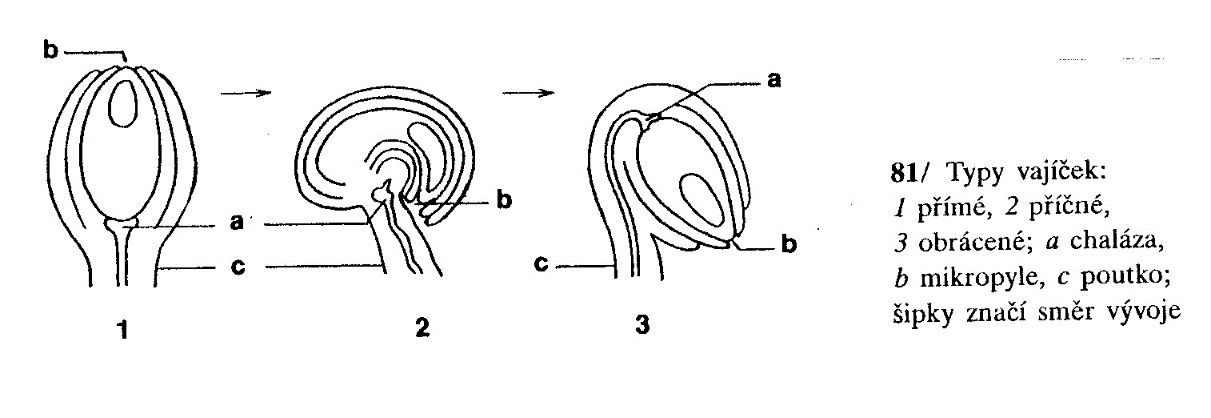 b
a
a
b
b
c
c
1
2
3
81/ Typy vajíček:
1 přímé, 2 příčné,
3 obrácené; a chaláza,
b mikropyle, c poutko;
šipky značí směr vývoje